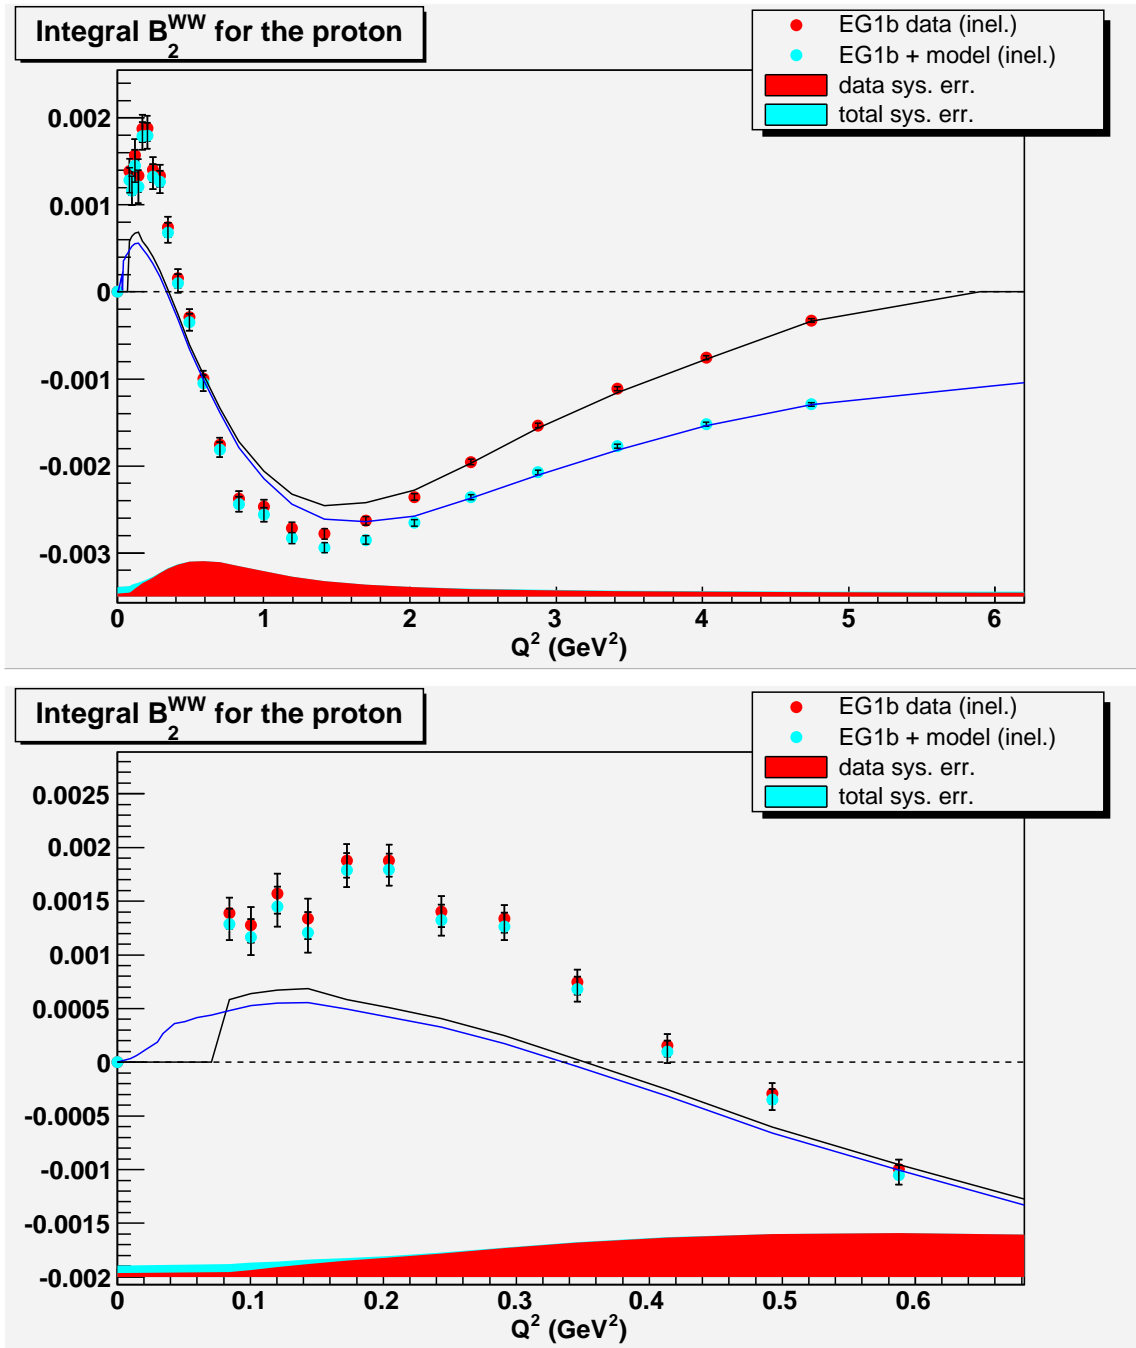 Integral B₂^WW for the proton
EG1b data (inel.)
EG1b + model (inel.)
data sys. err.
total sys. err.
0.002
0.001
0
-0.001
-0.002
-0.003
0 1 2 3 4 5 6
Q² (GeV²)
Integral B₂^WW for the proton
EG1b data (inel.)
EG1b + model (inel.)
data sys. err.
total sys. err.
0.0025
0.002
0.0015
0.001
0.0005
0
-0.0005
-0.001
-0.0015
-0.002
0 0.1 0.2 0.3 0.4 0.5 0.6
Q² (GeV²)